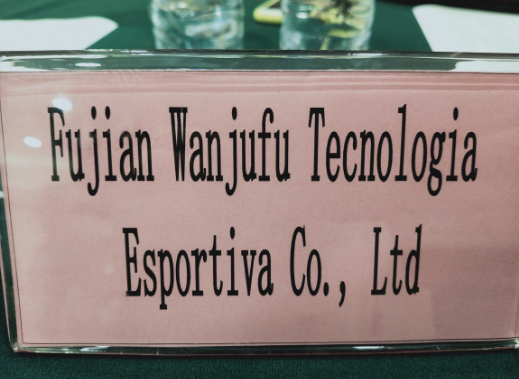 Fujian Wanjufu Tecnologia
Esportiva Co., Ltd